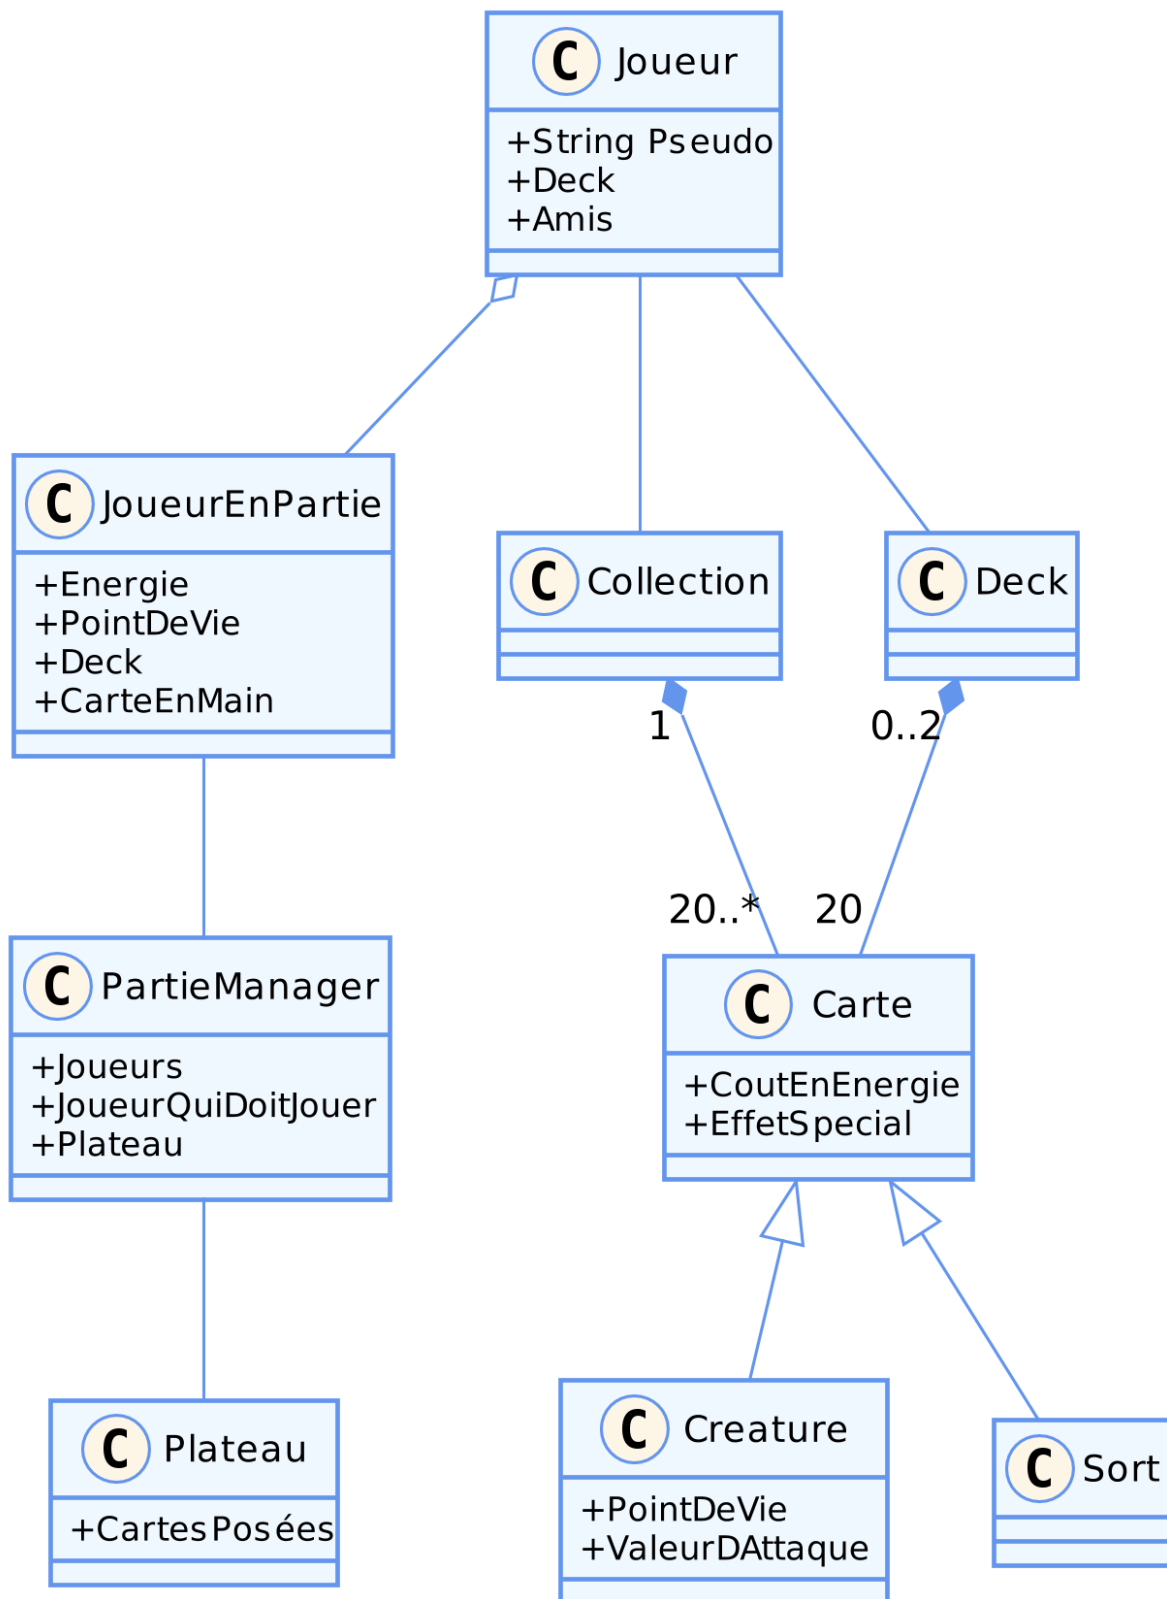 C Joueur
+String Pseudo
+Deck
+Amis
C JoueurEnPartie
+Energie
+PointDeVie
+Deck
+CarteEnMain
C Collection
C Deck
1
0..2
20..*
20
C PartieManager
+Joueurs
+JoueurQuiDoitJouer
+Plateau
C Carte
+CoutEnEnergie
+EffetSpecial
C Plateau
+CartesPosées
C Creature
+PointDeVie
+ValeurDAttaque
C Sort